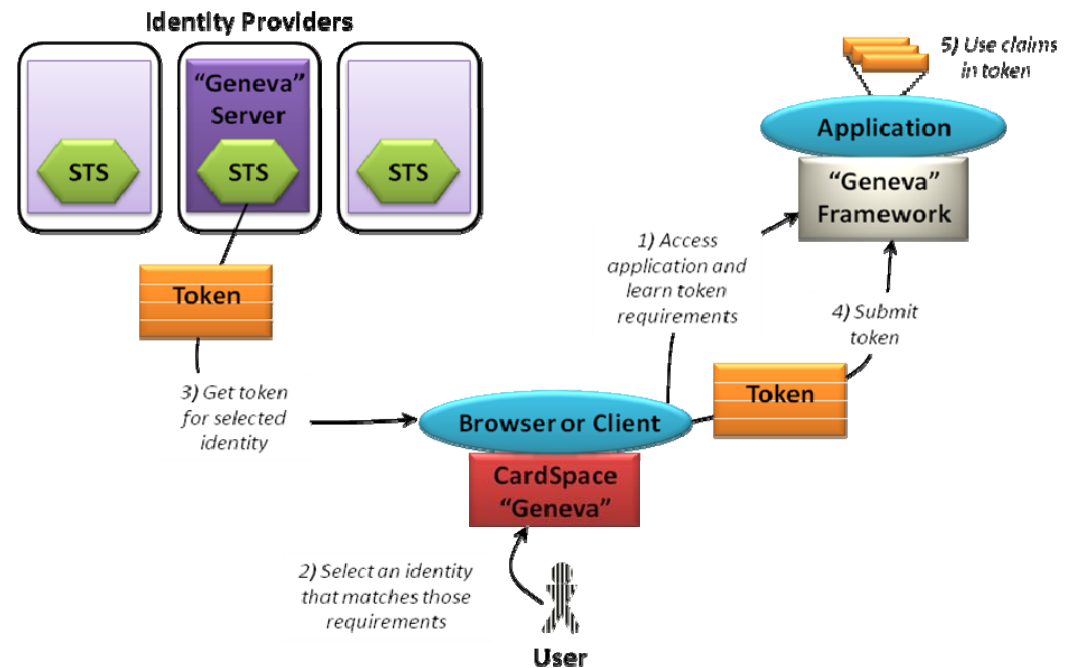 Identity Providers
“Geneva”
Server
STS
STS
STS
Token
3) Get token
for selected
identity
5) Use claims
in token
Application
“Geneva”
Framework
1) Access
application and
learn token
requirements
4) Submit
token
Token
Browser or Client
CardSpace
“Geneva”
2) Select an identity
that matches those
requirements
User